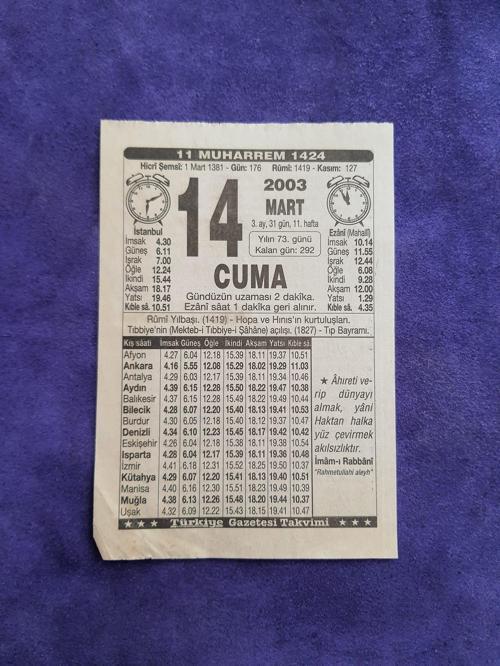 11 MUHARREM 1424
Hicrî Şemsî: 1 Mart 1381 - Gün: 176 Rûmî: 1419 - Kasım: 127
14
2003
MART
3. ay, 31 gün, 11. hafta
Yılın 73. günü
Kalan gün: 292
CUMA
Gündüzün uzaması 2 dakîka.
Ezânî sâat 1 dakîka geri alınır.
İstanbul
İmsak 4.30
Güneş 6.11
İşrak 7.00
Öğle 12.24
İkindi 15.44
Akşam 18.17
Yatsı 19.46
Kıble sâ. 10.51
Ezânî (Mahallî)
İmsak 10.14
Güneş 11.55
İşrak 12.44
Öğle 6.08
İkindi 9.28
Akşam 12.00
Yatsı 1.29
Kıble sâ. 4.35
Rûmî Yılbaşı. (1419) - Hopa ve Hınıs'ın kurtuluşları.
Tıbbiye'nin (Mekteb-i Tıbbiye-i Şâhâne) açılışı. (1827) - Tıp Bayramı.
Kış sâati İmsak Güneş Öğle İkindi Akşam Yatsı Kıble sâ.
Afyon 4.27 6.04 12.18 15.39 18.11 19.37 10.51
Ankara 4.16 5.55 12.08 15.29 18.02 19.29 11.03
Antalya 4.29 6.03 12.17 15.39 18.11 19.34 10.46
Aydın 4.39 6.15 12.28 15.50 18.22 19.47 10.38
Balıkesir 4.37 6.15 12.29 15.49 18.22 19.49 10.44
Bilecik 4.28 6.07 12.20 15.40 18.13 19.41 10.53
Burdur 4.30 6.05 12.18 15.40 18.12 19.37 10.48
Denizli 4.34 6.10 12.23 15.45 18.17 19.42 10.42
Eskişehir 4.26 6.04 12.18 15.38 18.11 19.38 10.54
Isparta 4.28 6.04 12.17 15.39 18.11 19.36 10.48
İzmir 4.41 6.18 12.31 15.52 18.25 19.50 10.37
Kütahya 4.29 6.07 12.20 15.41 18.13 19.40 10.51
Manisa 4.40 6.16 12.30 15.51 18.23 19.49 10.39
Muğla 4.38 6.13 12.26 15.48 18.20 19.44 10.37
Uşak 4.32 6.09 12.22 15.43 18.15 19.41 10.47
★ Âhıreti ve-
rip dünyayı
almak, yâni
Haktan halka
yüz çevirmek
akılsızlıktır.
İmâm-ı Rabbânî
"Rahmetullahi aleyh"
★ ★ ★ Türkiye Gazetesi Takvimi ★ ★ ★